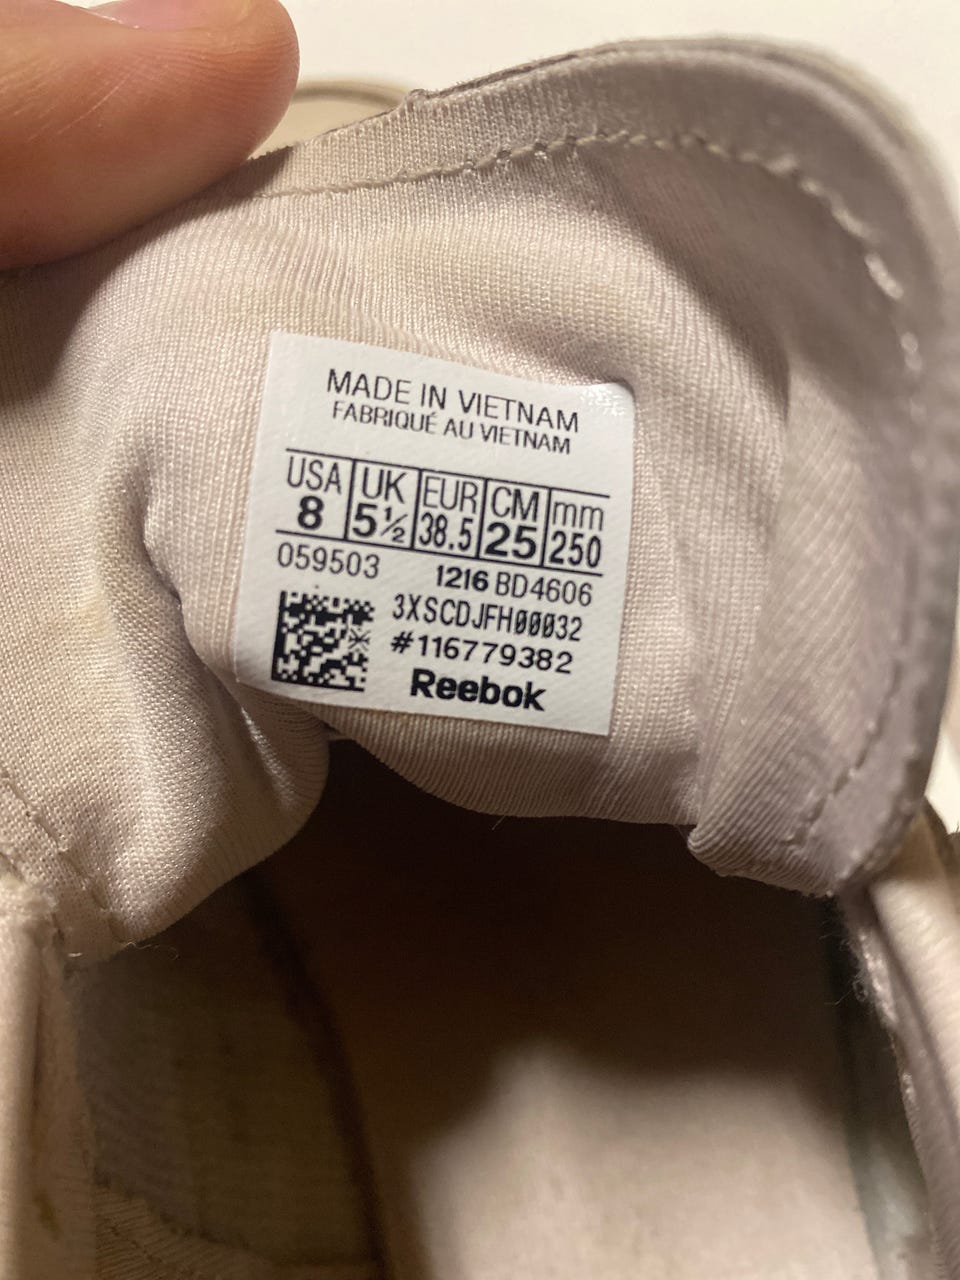 MADE IN VIETNAM
FABRIQUÉ AU VIETNAM
USA UK EUR CM mm
8 5½ 38.5 25 250
059503 1216 BD4606
3XSCDJFH00032
#116779382
Reebok